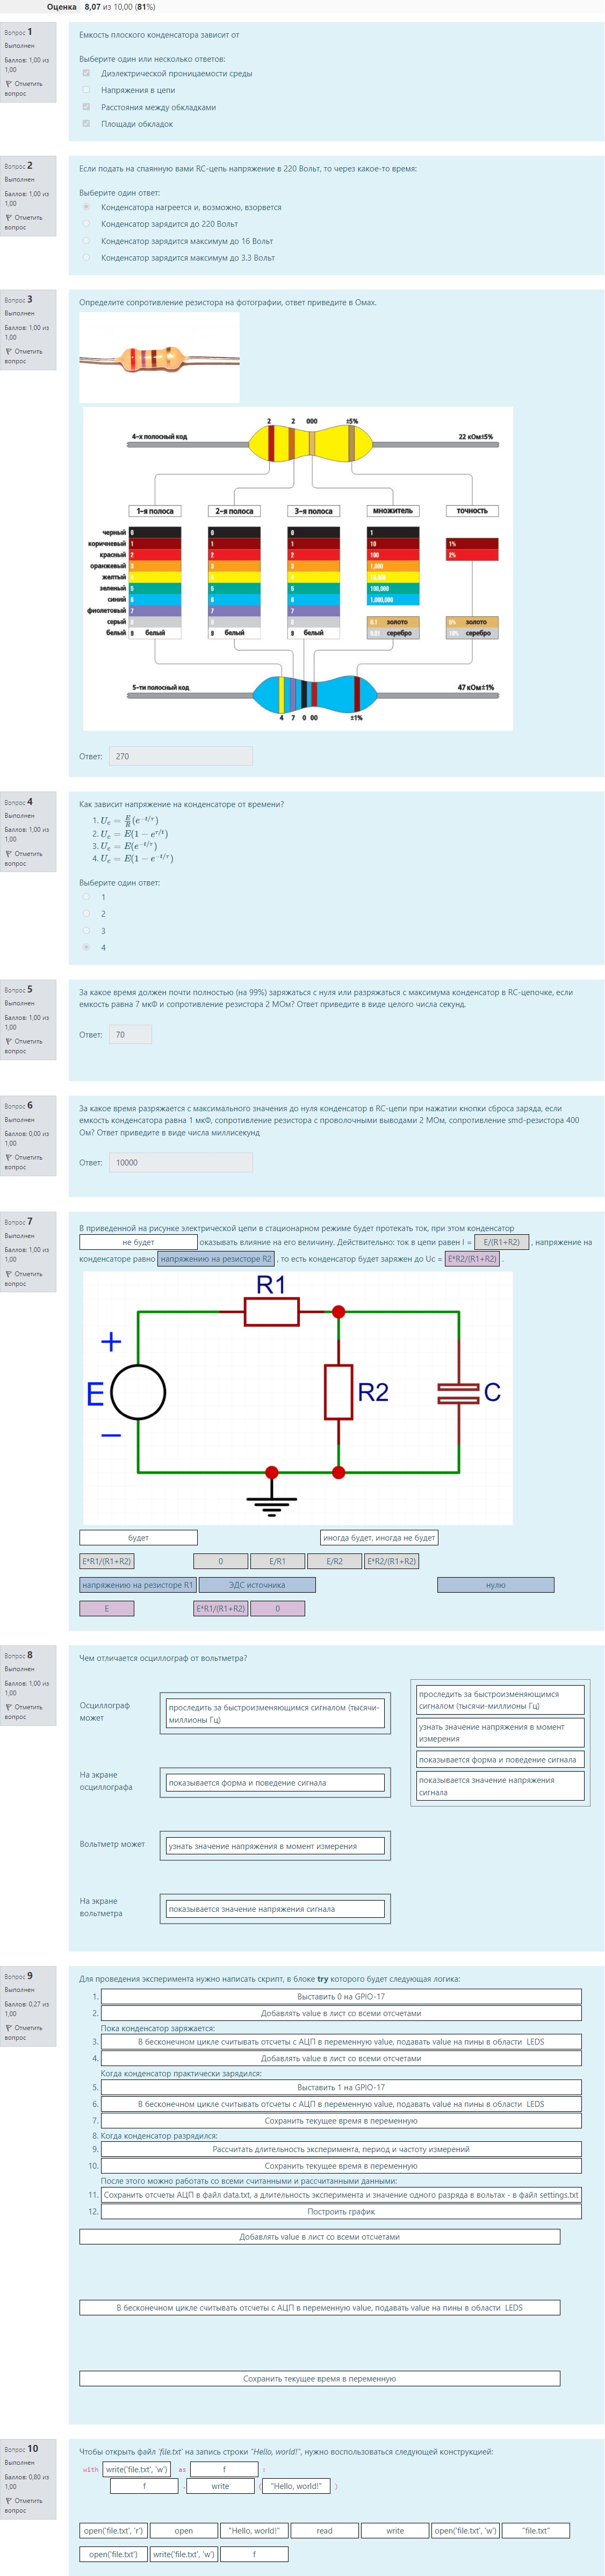 Оценка 8,07 из 10,00 (81%)
Вопрос 1
Выполнен
Баллов: 1,00 из 1,00
Отметить вопрос
Емкость плоского конденсатора зависит от
Выберите один или несколько ответов:
Диэлектрической проницаемости среды
Напряжения в цепи
Расстояния между обкладками
Площади обкладок
Вопрос 2
Выполнен
Баллов: 1,00 из 1,00
Отметить вопрос
Если подать на спаянную вами RC-цепь напряжение в 220 Вольт, то через какое-то время:
Выберите один ответ:
Конденсатора нагреется и, возможно, взорвется
Конденсатор зарядится до 220 Вольт
Конденсатор зарядится максимум до 16 Вольт
Конденсатор зарядится максимум до 3.3 Вольт
Вопрос 3
Выполнен
Баллов: 1,00 из 1,00
Отметить вопрос
Определите сопротивление резистора на фотографии, ответ приведите в Омах.
2 2 000 ±5%
4-х полосный код 22 кОм±5%
1-я полоса 2-я полоса 3-я полоса множитель точность
черный 0 0 0 1
коричневый 1 1 1 10 1%
красный 2 2 2 100 2%
оранжевый 3 3 3 1,000
желтый 4 4 4 10,000
зеленый 5 5 5 100,000
синий 6 6 6 1,000,000
фиолетовый 7 7 7
серый 8 8 8 0.1 золото 5% золото
белый 9 белый 9 белый 9 белый 0.01 серебро 10% серебро
5-ти полосный код 47 кОм±1%
4 7 0 00 ±1%
Ответ: 270
Вопрос 4
Выполнен
Баллов: 1,00 из 1,00
Отметить вопрос
Как зависит напряжение на конденсаторе от времени?
1. U_c = E/R (e^{-t/τ})
2. U_c = E(1 − e^{τ/t})
3. U_c = E(e^{-t/τ})
4. U_c = E(1 − e^{-t/τ})
Выберите один ответ:
1
2
3
4
Вопрос 5
Выполнен
Баллов: 1,00 из 1,00
Отметить вопрос
За какое время должен почти полностью (на 99%) заряжаться с нуля или разряжаться с максимума конденсатор в RC-цепочке, если
емкость равна 7 мкФ и сопротивление резистора 2 МОм? Ответ приведите в виде целого числа секунд.
Ответ: 70
Вопрос 6
Выполнен
Баллов: 0,00 из 1,00
Отметить вопрос
За какое время разряжается с максимального значения до нуля конденсатор в RC-цепи при нажатии кнопки сброса заряда, если
емкость конденсатора равна 1 мкФ, сопротивление резистора с проволочными выводами 2 МОм, сопротивление smd-резистора 400
Ом? Ответ приведите в виде числа миллисекунд
Ответ: 10000
Вопрос 7
Выполнен
Баллов: 1,00 из 1,00
Отметить вопрос
В приведенной на рисунке электрической цепи в стационарном режиме будет протекать ток, при этом конденсатор
не будет оказывать влияние на его величину. Действительно: ток в цепи равен I = E/(R1+R2) , напряжение на
конденсаторе равно напряжению на резисторе R2 , то есть конденсатор будет заряжен до Uc = E*R2/(R1+R2) .
R1
+
E R2 C
−
будет иногда будет, иногда не будет
E*R1/(R1+R2) 0 E/R1 E/R2 E*R2/(R1+R2)
напряжению на резисторе R1 ЭДС источника нулю
E E*R1/(R1+R2) 0
Вопрос 8
Выполнен
Баллов: 1,00 из 1,00
Отметить вопрос
Чем отличается осциллограф от вольтметра?
Осциллограф может
проследить за быстроизменяющимся сигналом (тысячи-миллионы Гц)
На экране осциллографа
показывается форма и поведение сигнала
Вольтметр может
узнать значение напряжения в момент измерения
На экране вольтметра
показывается значение напряжения сигнала
проследить за быстроизменяющимся
сигналом (тысячи-миллионы Гц)
узнать значение напряжения в момент
измерения
показывается форма и поведение сигнала
показывается значение напряжения
сигнала
Вопрос 9
Выполнен
Баллов: 0,27 из 1,00
Отметить вопрос
Для проведения эксперимента нужно написать скрипт, в блоке try которого будет следующая логика:
1. Выставить 0 на GPIO-17
2. Добавлять value в лист со всеми отсчетами
Пока конденсатор заряжается:
3. В бесконечном цикле считывать отсчеты с АЦП в переменную value, подавать value на пины в области LEDS
4. Добавлять value в лист со всеми отсчетами
Когда конденсатор практически зарядился:
5. Выставить 1 на GPIO-17
6. В бесконечном цикле считывать отсчеты с АЦП в переменную value, подавать value на пины в области LEDS
7. Сохранить текущее время в переменную
8. Когда конденсатор разрядился:
9. Рассчитать длительность эксперимента, период и частоту измерений
10. Сохранить текущее время в переменную
После этого можно работать со всеми считанными и рассчитанными данными:
11. Сохранить отсчеты АЦП в файл data.txt, а длительность эксперимента и значение одного разряда в вольтах - в файл settings.txt
12. Построить график
Добавлять value в лист со всеми отсчетами
В бесконечном цикле считывать отсчеты с АЦП в переменную value, подавать value на пины в области LEDS
Сохранить текущее время в переменную
Вопрос 10
Выполнен
Баллов: 0,80 из 1,00
Отметить вопрос
Чтобы открыть файл 'file.txt' на запись строки "Hello, world!", нужно воспользоваться следующей конструкцией:
with write('file.txt', 'w') as f :
f . write ( "Hello, world!" )
open('file.txt', 'r') open "Hello, world!" read write open('file.txt', 'w') "file.txt"
open('file.txt') write('file.txt', 'w') f